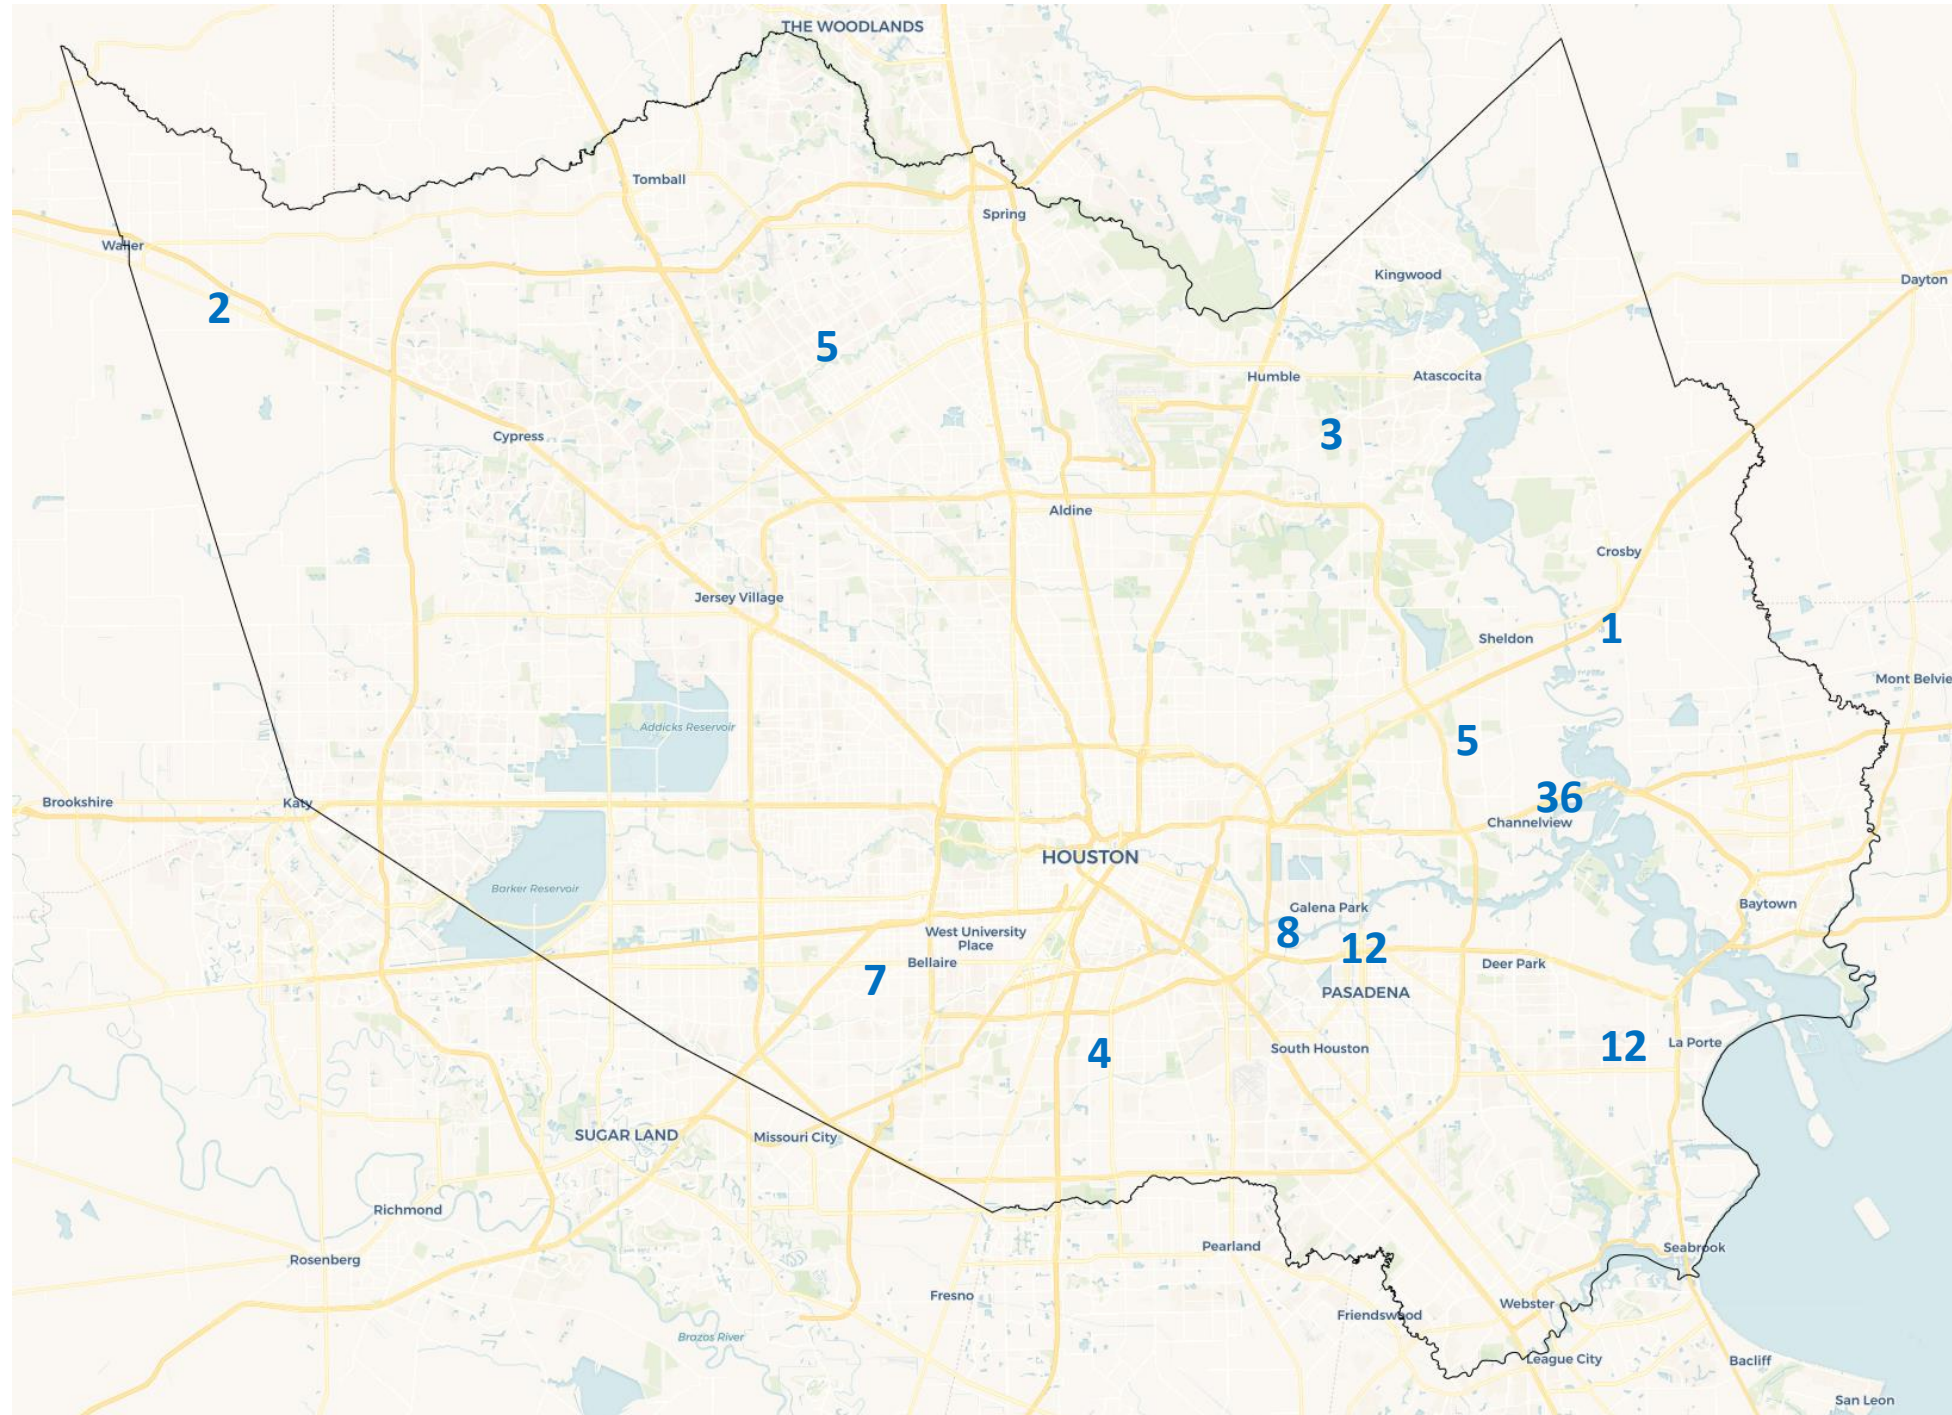 THE WOODLANDS
Tomball
Spring
Waller
Kingwood
Dayton
2
5
Humble
Atascocita
Cypress
3
Aldine
Crosby
Jersey Village
1
Sheldon
Mont Belvie
Addicks Reservoir
5
36
Brookshire
Katy
Channelview
HOUSTON
Barker Reservoir
Galena Park
Baytown
West University
Place
8
12
Bellaire
Deer Park
7
PASADENA
4
South Houston
12
La Porte
SUGAR LAND
Missouri City
Richmond
Pearland
Seabrook
Rosenberg
Fresno
Webster
Friendswood
Brazos River
League City
Bacliff
San Leon